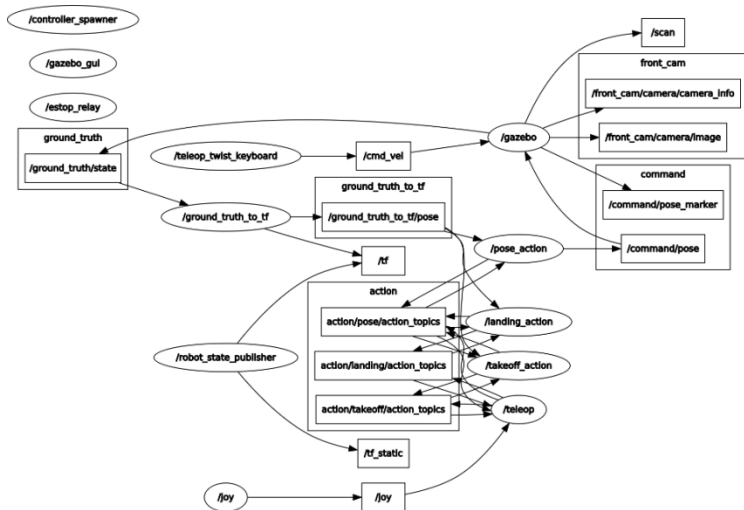 /controller_spawner
/gazebo_gui
/estop_relay
ground_truth
/ground_truth/state
/teleop_twist_keyboard
/cmd_vel
/gazebo
/scan
front_cam
/front_cam/camera/camera_info
/front_cam/camera/image
command
/command/pose_marker
/command/pose
/ground_truth_to_tf
ground_truth_to_tf
/ground_truth_to_tf/pose
/tf
/pose_action
action
action/pose/action_topics
action/landing/action_topics
action/takeoff/action_topics
/landing_action
/takeoff_action
/teleop
/robot_state_publisher
/tf_static
/joy
/joy